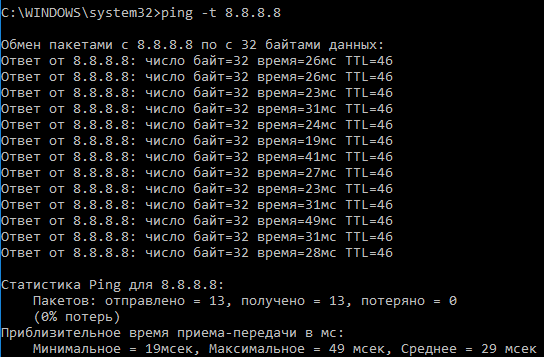 C:\WINDOWS\system32>ping -t 8.8.8.8
Обмен пакетами с 8.8.8.8 по с 32 байтами данных:
Ответ от 8.8.8.8: число байт=32 время=26мс TTL=46
Ответ от 8.8.8.8: число байт=32 время=26мс TTL=46
Ответ от 8.8.8.8: число байт=32 время=23мс TTL=46
Ответ от 8.8.8.8: число байт=32 время=31мс TTL=46
Ответ от 8.8.8.8: число байт=32 время=24мс TTL=46
Ответ от 8.8.8.8: число байт=32 время=19мс TTL=46
Ответ от 8.8.8.8: число байт=32 время=41мс TTL=46
Ответ от 8.8.8.8: число байт=32 время=27мс TTL=46
Ответ от 8.8.8.8: число байт=32 время=23мс TTL=46
Ответ от 8.8.8.8: число байт=32 время=31мс TTL=46
Ответ от 8.8.8.8: число байт=32 время=49мс TTL=46
Ответ от 8.8.8.8: число байт=32 время=31мс TTL=46
Ответ от 8.8.8.8: число байт=32 время=28мс TTL=46
Статистика Ping для 8.8.8.8:
Пакетов: отправлено = 13, получено = 13, потеряно = 0
(0% потерь)
Приблизительное время приема-передачи в мс:
Минимальное = 19мсек, Максимальное = 49 мсек, Среднее = 29 мсек